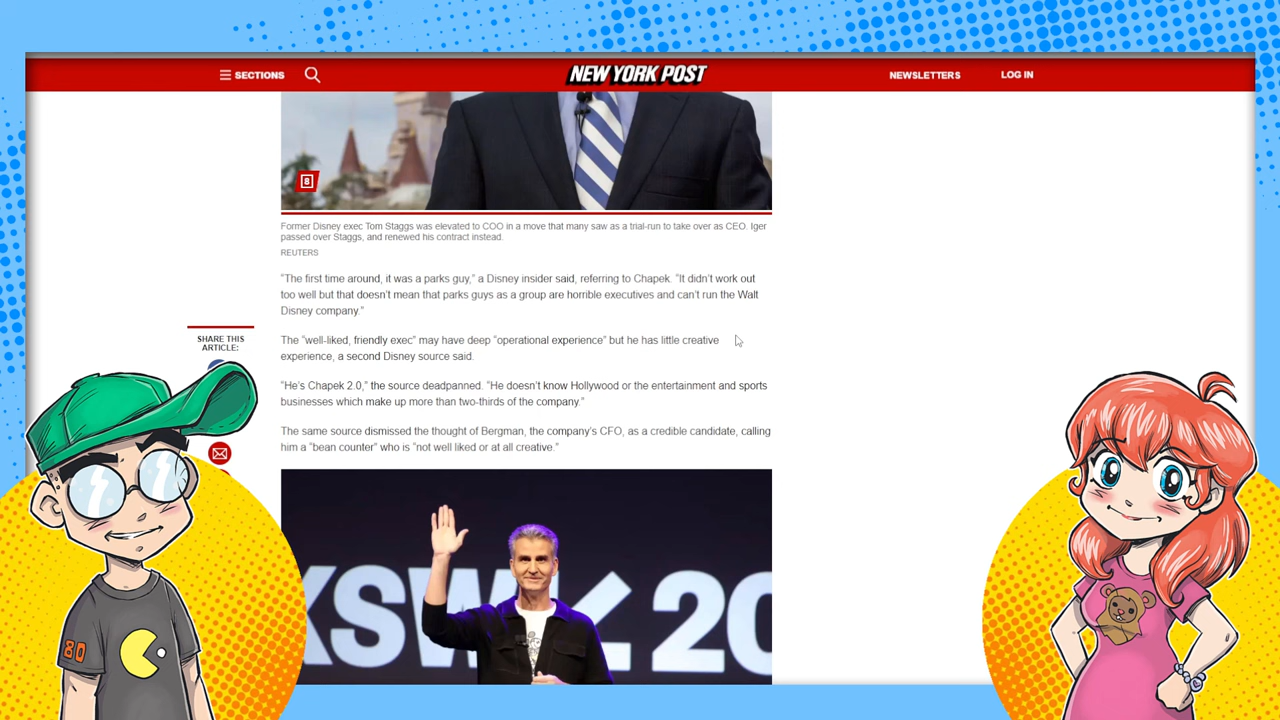 SECTIONS
NEW YORK POST
NEWSLETTERS
LOG IN
8
Former Disney exec Tom Staggs was elevated to COO in a move that many saw as a trial-run to take over as CEO. Iger
passed over Staggs, and renewed his contract instead.
REUTERS
“The first time around, it was a parks guy,” a Disney insider said, referring to Chapek. “It didn’t work out
too well but that doesn’t mean that parks guys as a group are horrible executives and can’t run the Walt
Disney company.”
SHARE THIS
ARTICLE:
The “well-liked, friendly exec” may have deep “operational experience” but he has little creative
experience, a second Disney source said.
“He’s Chapek 2.0,” the source deadpanned. “He doesn’t know Hollywood or the entertainment and sports
businesses which make up more than two-thirds of the company.”
The same source dismissed the thought of Bergman, the company’s CFO, as a credible candidate, calling
him a “bean counter” who is “not well liked or at all creative.”
XSW 20
80